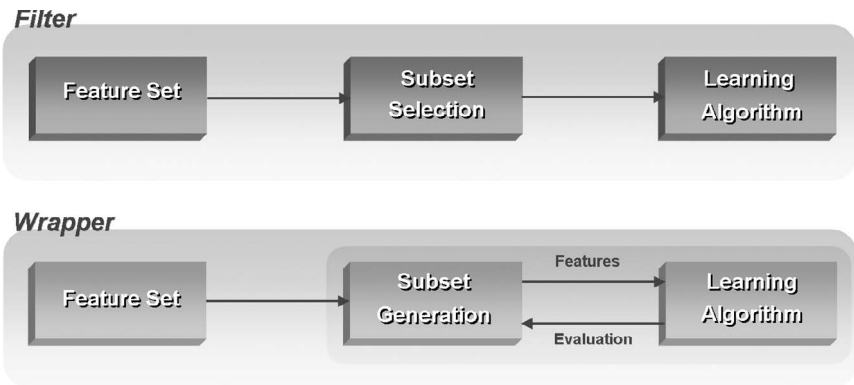 Filter
Feature Set
Subset
Selection
Learning
Algorithm
Wrapper
Feature Set
Subset
Generation
Features
Evaluation
Learning
Algorithm